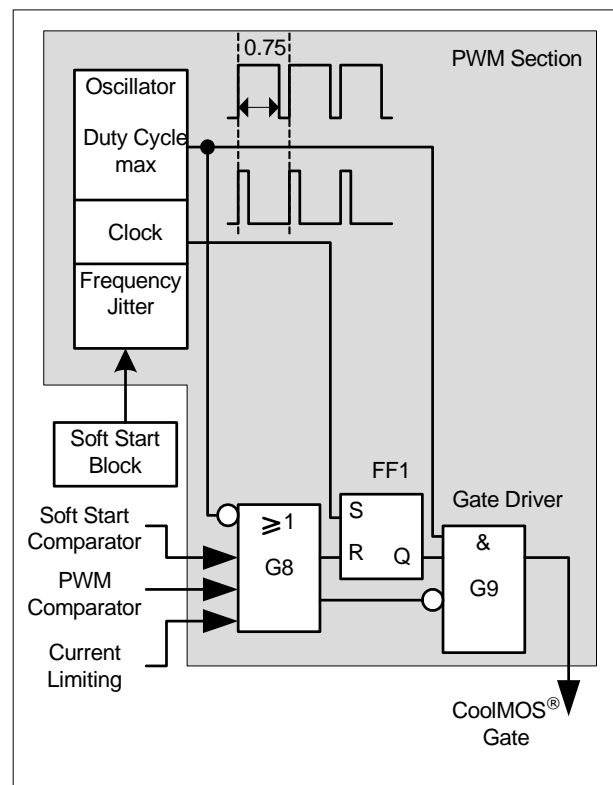 0.75
PWM Section
Oscillator
Duty Cycle
max
Clock
Frequency
Jitter
Soft Start
Block
FF1
Gate Driver
Soft Start
Comparator
≥1
G8
S
R
Q
&
G9
PWM
Comparator
Current
Limiting
CoolMOS®
Gate